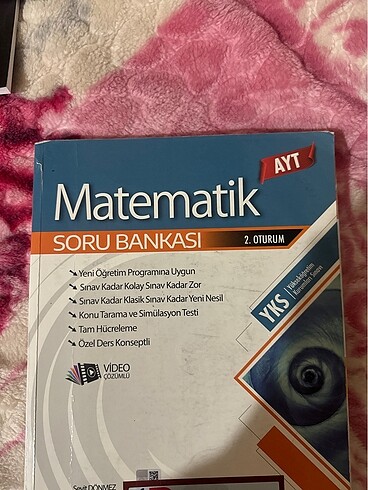 AYT
Matematik
SORU BANKASI
2. OTURUM
Yeni Öğretim Programına Uygun
Sınav Kadar Kolay Sınav Kadar Zor
Sınav Kadar Klasik Sınav Kadar Yeni Nesil
Konu Tarama ve Simülasyon Testi
Tam Hücreleme
Özel Ders Konseptli
YKS
Yükseköğretim
Kurumları Sınavı
VİDEO
ÇÖZÜMLÜ
Seyit DÖNMEZ